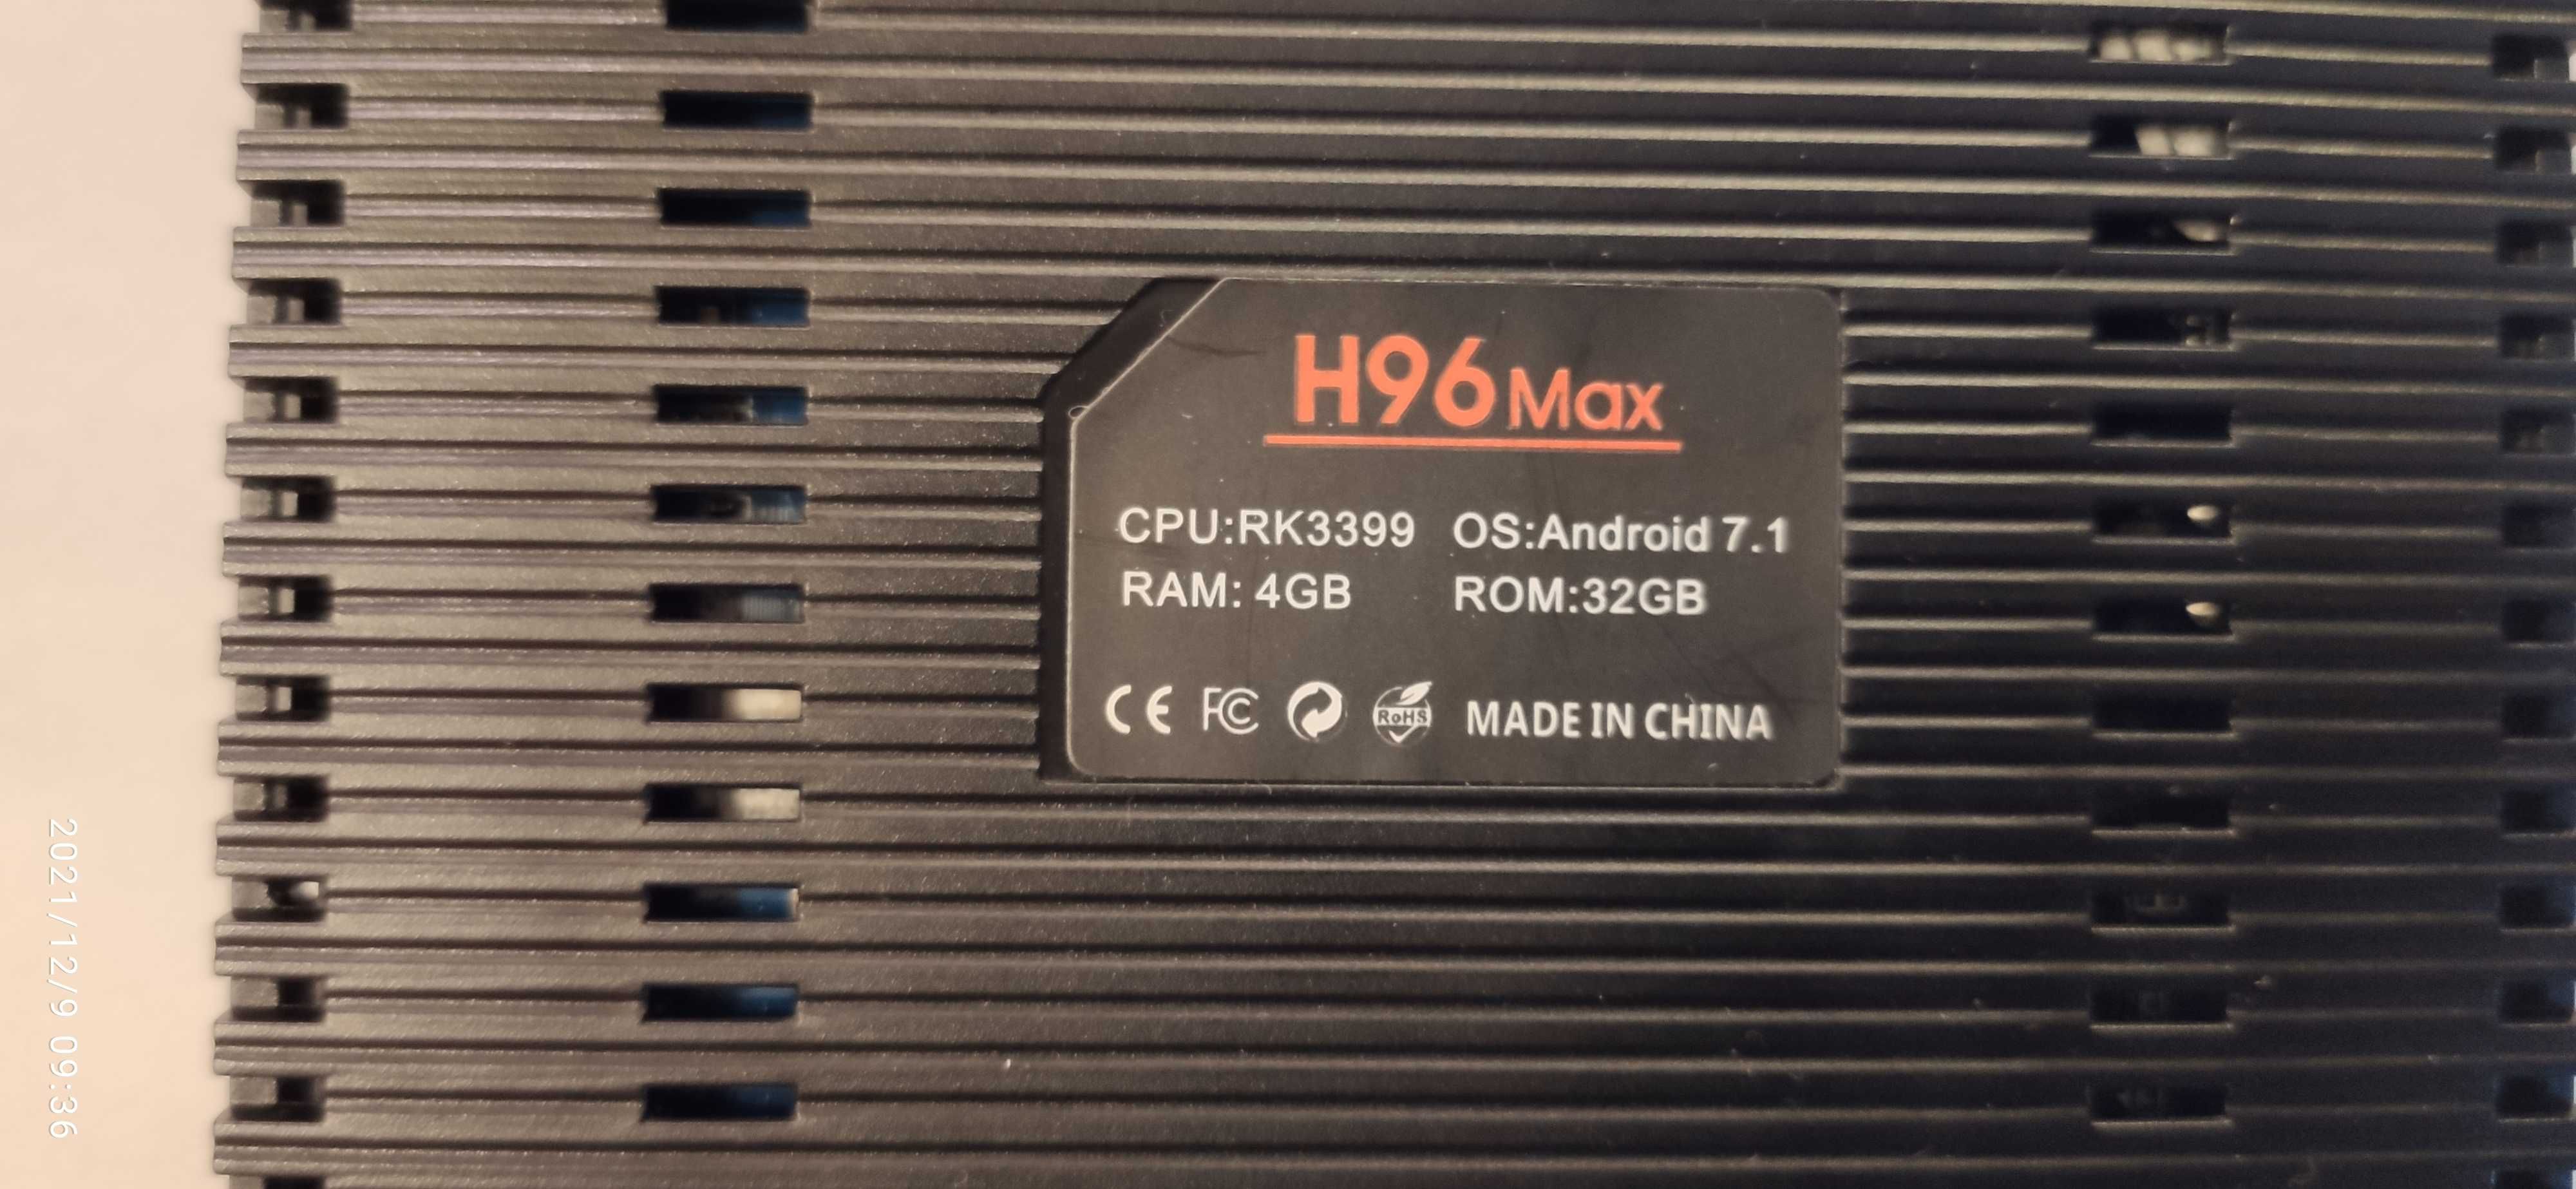 H96 Max
CPU:RK3399 OS:Android 7.1
RAM: 4GB ROM:32GB
CE FC RoHS MADE IN CHINA
2021/12/9 09:36